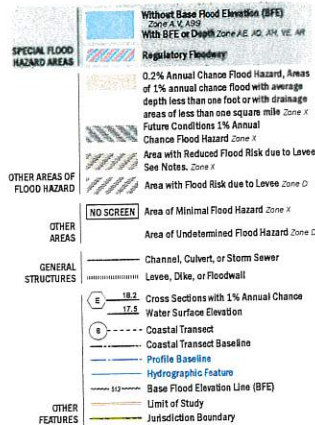 Without Base Flood Elevation (BFE)
Zone A, V, A99
With BFE or Depth Zone AE, AO, AH, VE, AR
SPECIAL FLOOD
HAZARD AREAS
Regulatory Floodway
0.2% Annual Chance Flood Hazard, Areas
of 1% annual chance flood with average
depth less than one foot or with drainage
areas of less than one square mile Zone X
Future Conditions 1% Annual
Chance Flood Hazard Zone X
Area with Reduced Flood Risk due to Levee
See Notes. Zone X
OTHER AREAS OF
FLOOD HAZARD
Area with Flood Risk due to Levee Zone D
NO SCREEN Area of Minimal Flood Hazard Zone X
OTHER
AREAS
Area of Undetermined Flood Hazard Zone D
GENERAL
STRUCTURES
Channel, Culvert, or Storm Sewer
Levee, Dike, or Floodwall
E 18.2 Cross Sections with 1% Annual Chance
17.5 Water Surface Elevation
8 Coastal Transect
Coastal Transect Baseline
Profile Baseline
Hydrographic Feature
513 Base Flood Elevation Line (BFE)
OTHER
FEATURES
Limit of Study
Jurisdiction Boundary